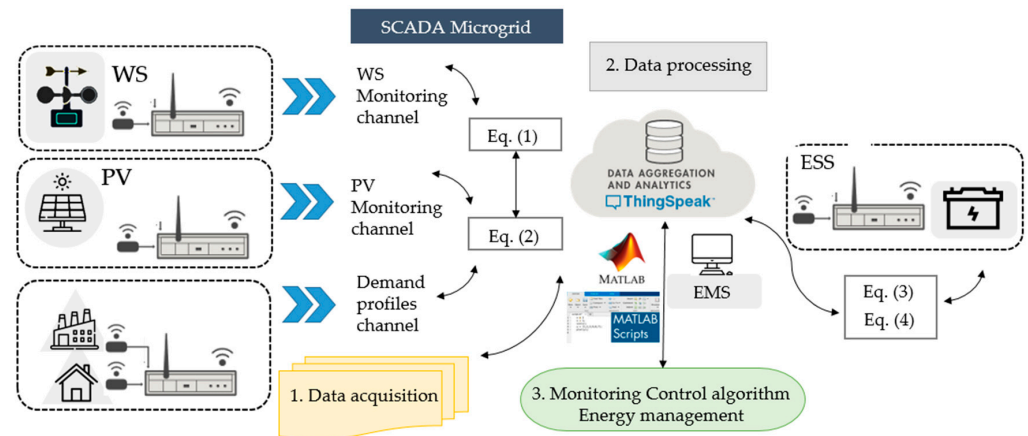 SCADA Microgrid
WS
WS
Monitoring
channel
2. Data processing
Eq. (1)
DATA AGGREGATION
AND ANALYTICS
ThingSpeak™
ESS
PV
PV
Monitoring
channel
Eq. (2)
MATLAB
EMS
MATLAB
Scripts
Eq. (3)
Eq. (4)
Demand
profiles
channel
1. Data acquisition
3. Monitoring Control algorithm
Energy management